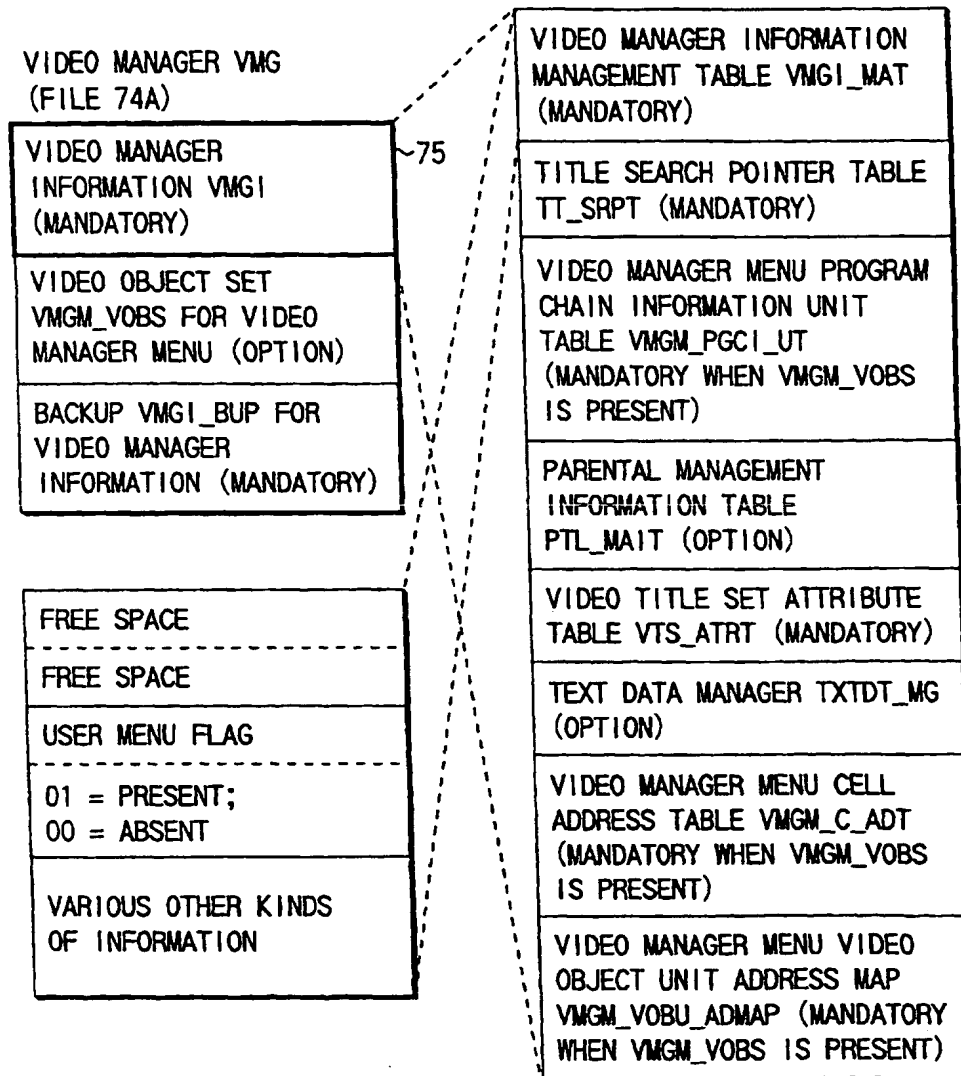 VIDEO MANAGER VMG
(FILE 74A)
VIDEO MANAGER
INFORMATION VMGI
(MANDATORY)
75
VIDEO OBJECT SET
VMGM_VOBS FOR VIDEO
MANAGER MENU (OPTION)
BACKUP VMGI_BUP FOR
VIDEO MANAGER
INFORMATION (MANDATORY)
FREE SPACE
FREE SPACE
USER MENU FLAG
01 = PRESENT;
00 = ABSENT
VARIOUS OTHER KINDS
OF INFORMATION
VIDEO MANAGER INFORMATION
MANAGEMENT TABLE VMGI_MAT
(MANDATORY)
TITLE SEARCH POINTER TABLE
TT_SRPT (MANDATORY)
VIDEO MANAGER MENU PROGRAM
CHAIN INFORMATION UNIT
TABLE VMGM_PGCI_UT
(MANDATORY WHEN VMGM_VOBS
IS PRESENT)
PARENTAL MANAGEMENT
INFORMATION TABLE
PTL_MAIT (OPTION)
VIDEO TITLE SET ATTRIBUTE
TABLE VTS_ATRT (MANDATORY)
TEXT DATA MANAGER TXTDT_MG
(OPTION)
VIDEO MANAGER MENU CELL
ADDRESS TABLE VMGM_C_ADT
(MANDATORY WHEN VMGM_VOBS
IS PRESENT)
VIDEO MANAGER MENU VIDEO
OBJECT UNIT ADDRESS MAP
VMGM_VOBU_ADMAP (MANDATORY
WHEN VMGM_VOBS IS PRESENT)